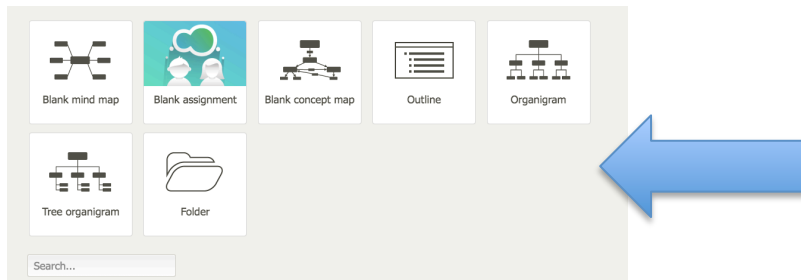 Blank mind map
Blank assignment
Blank concept map
Outline
Organigram
Tree organigram
Folder
Search...